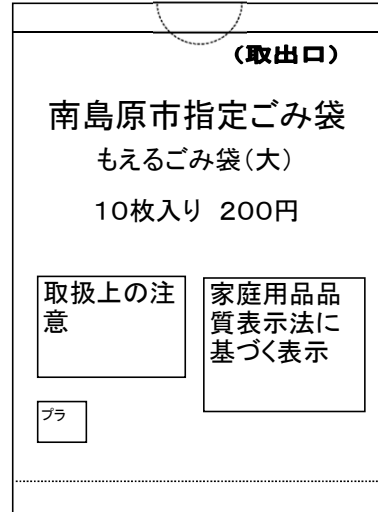 （取出口）
南島原市指定ごみ袋
もえるごみ袋（大）
１０枚入り　２００円
取扱上の注
意
家庭用品品
質表示法に
基づく表示
プラ